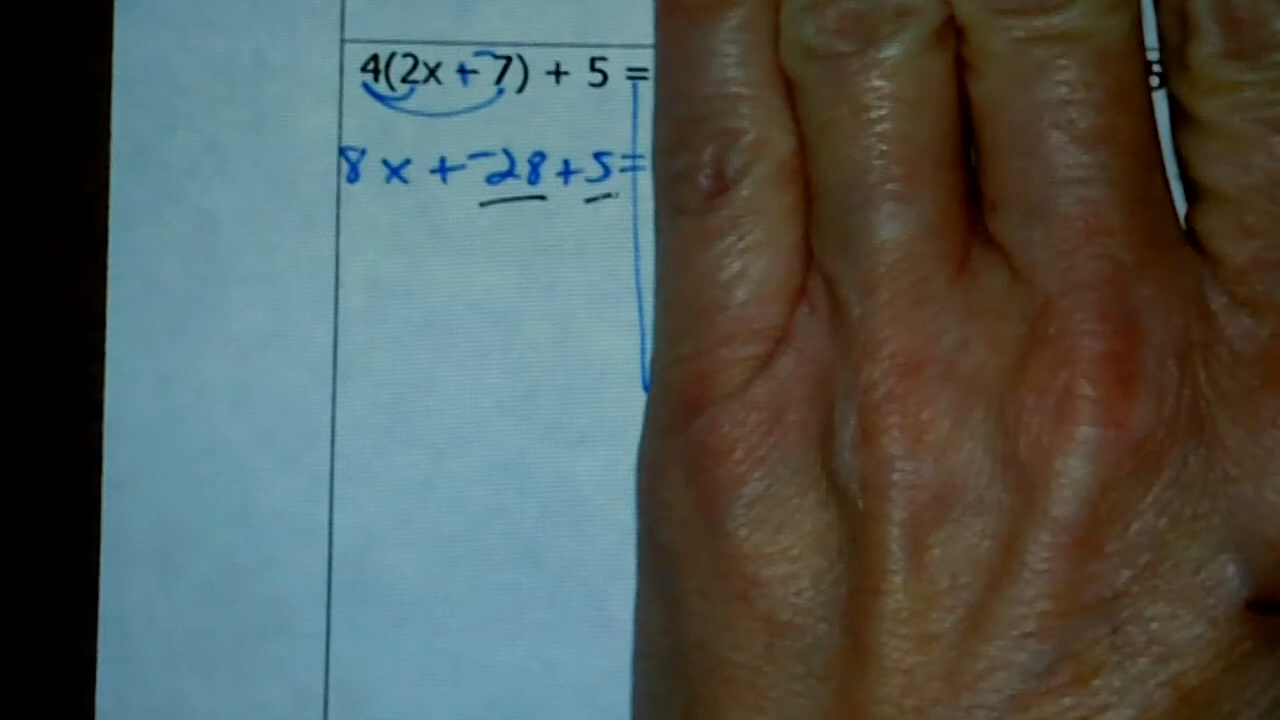 4(2x + -7) + 5 =
8x + -28 + 5 =